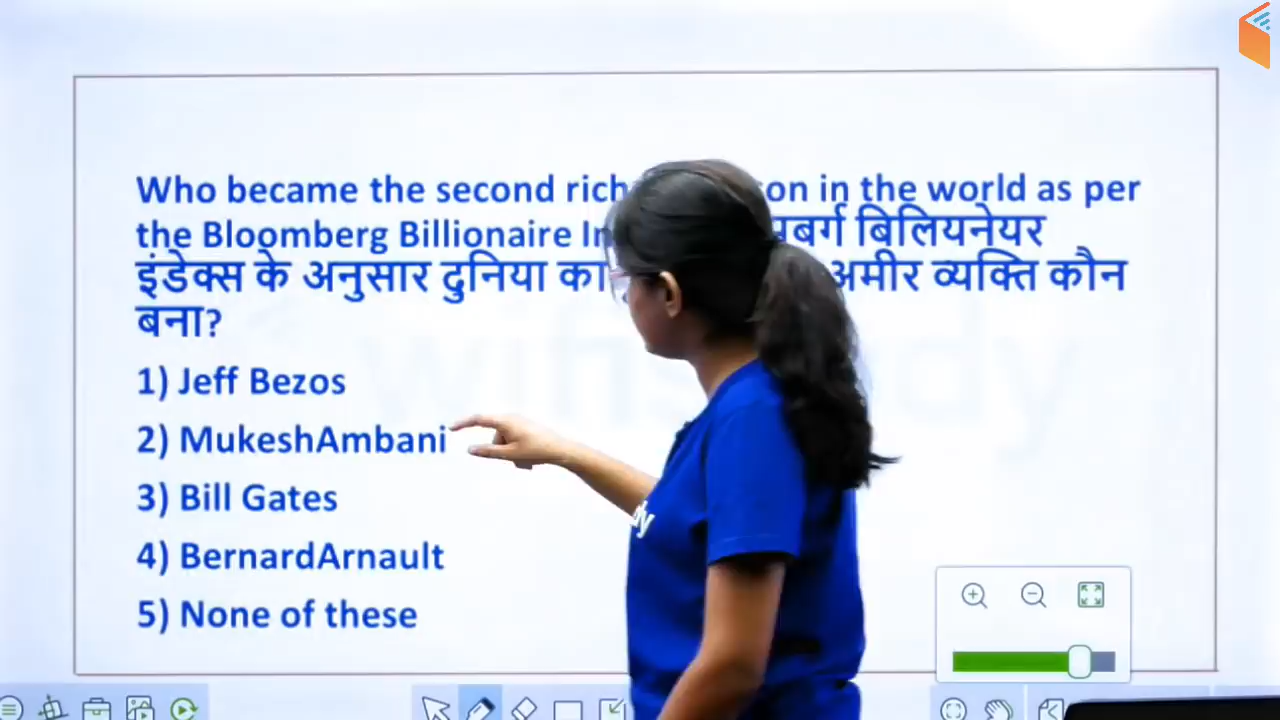 Who became the second rich on in the world as per
the Bloomberg Billionaire In बर्ग बिलियनेयर
इंडेक्स के अनुसार दुनिया का अमीर व्यक्ति कौन
बना?
1) Jeff Bezos
2) MukeshAmbani
3) Bill Gates
4) BernardArnault
5) None of these
dy